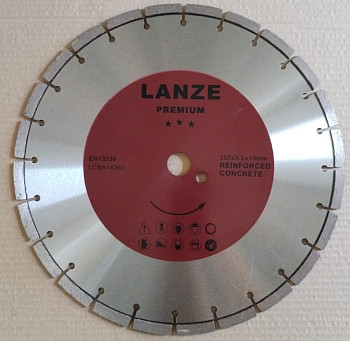 LANZE
PREMIUM
EN13236
350x3.2x10mm
REINFORCED
CONCRETE